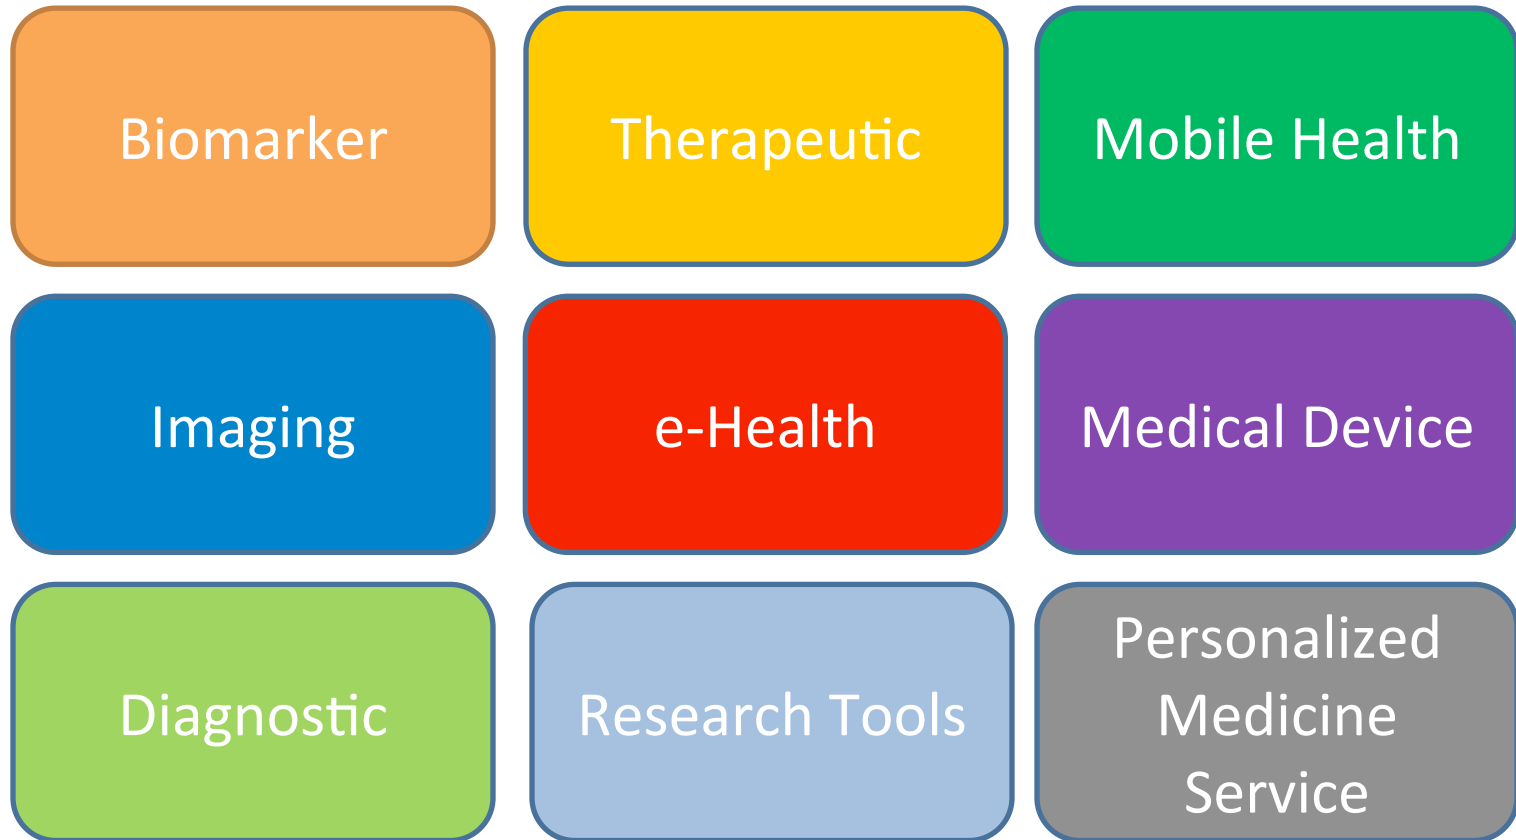 Biomarker
Therapeutic
Mobile Health
Imaging
e-Health
Medical Device
Diagnostic
Research Tools
Personalized
Medicine
Service